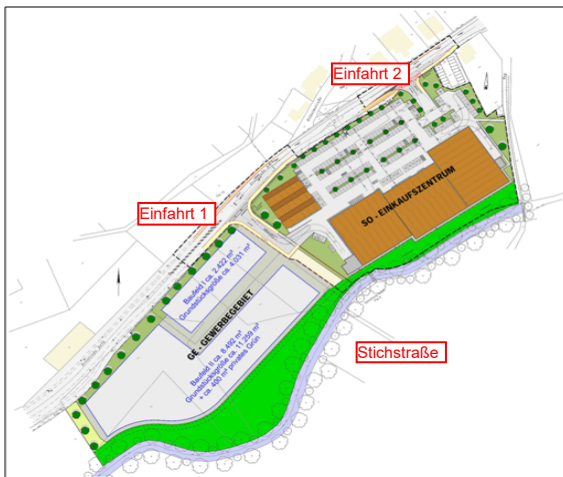 Einfahrt 2
Einfahrt 1
SO - EINKAUFSZENTRUM
Baufeld I ca. 2.422 m²
Grundstücksgröße ca. 4.031 m²
GE - GEWERBEGEBIET
Baufeld II ca. 8.492 m²
Grundstücksgröße ca. 11.259 m²
+ ca. 400 m² privates Grün
Stichstraße